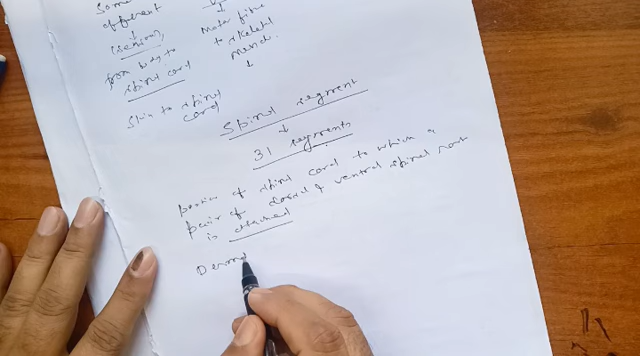 Some
afferent
(sensory)
from body to
spinal cord
Skin to spinal
cord
Motor fibre
to skeletal
muscle.
Spinal segment
31 segments
portion of spinal cord to which a
pair of dorsal & ventral spinal root
is attached
Derma